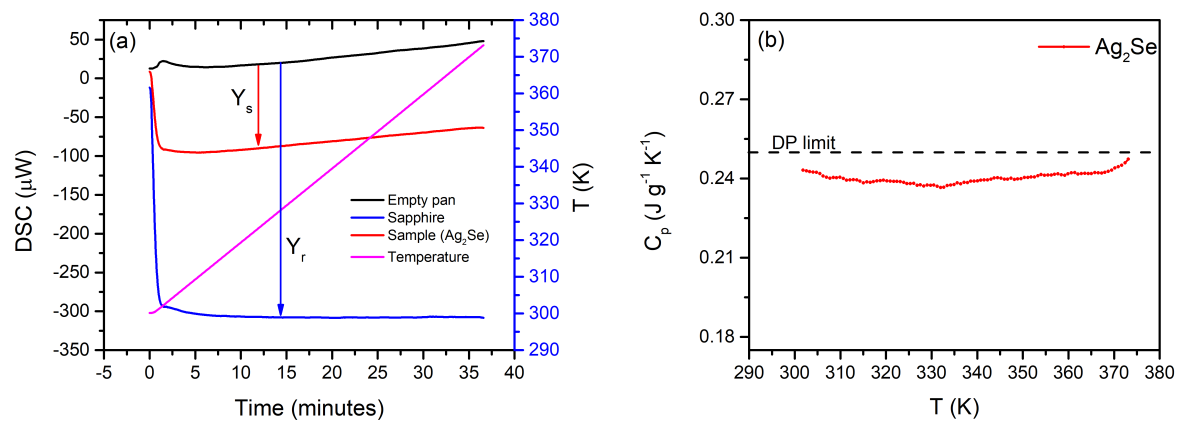 (a)
50
0
-50
-100
-150
-200
-250
-300
-350
DSC (μW)
-5 0 5 10 15 20 25 30 35 40
Time (minutes)
380
370
360
350
340
330
320
310
300
290
T (K)
Yₛ
Yᵣ
Empty pan
Sapphire
Sample (Ag₂Se)
Temperature
(b)
Ag₂Se
DP limit
0.30
0.27
0.24
0.21
0.18
Cₚ (J g⁻¹ K⁻¹)
290 300 310 320 330 340 350 360 370 380
T (K)